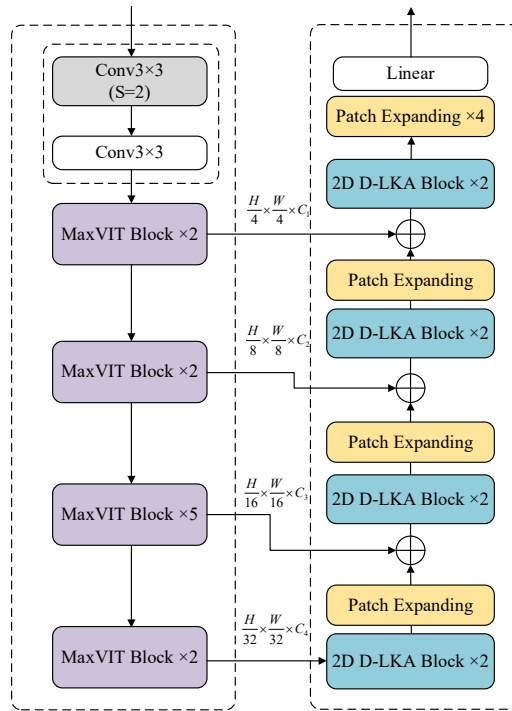 Conv3×3
(S=2)
Conv3×3
MaxVIT Block ×2
MaxVIT Block ×2
MaxVIT Block ×5
MaxVIT Block ×2
H/4 × W/4 × C₁
H/8 × W/8 × C₂
H/16 × W/16 × C₃
H/32 × W/32 × C₄
Linear
Patch Expanding ×4
2D D-LKA Block ×2
Patch Expanding
2D D-LKA Block ×2
Patch Expanding
2D D-LKA Block ×2
Patch Expanding
2D D-LKA Block ×2